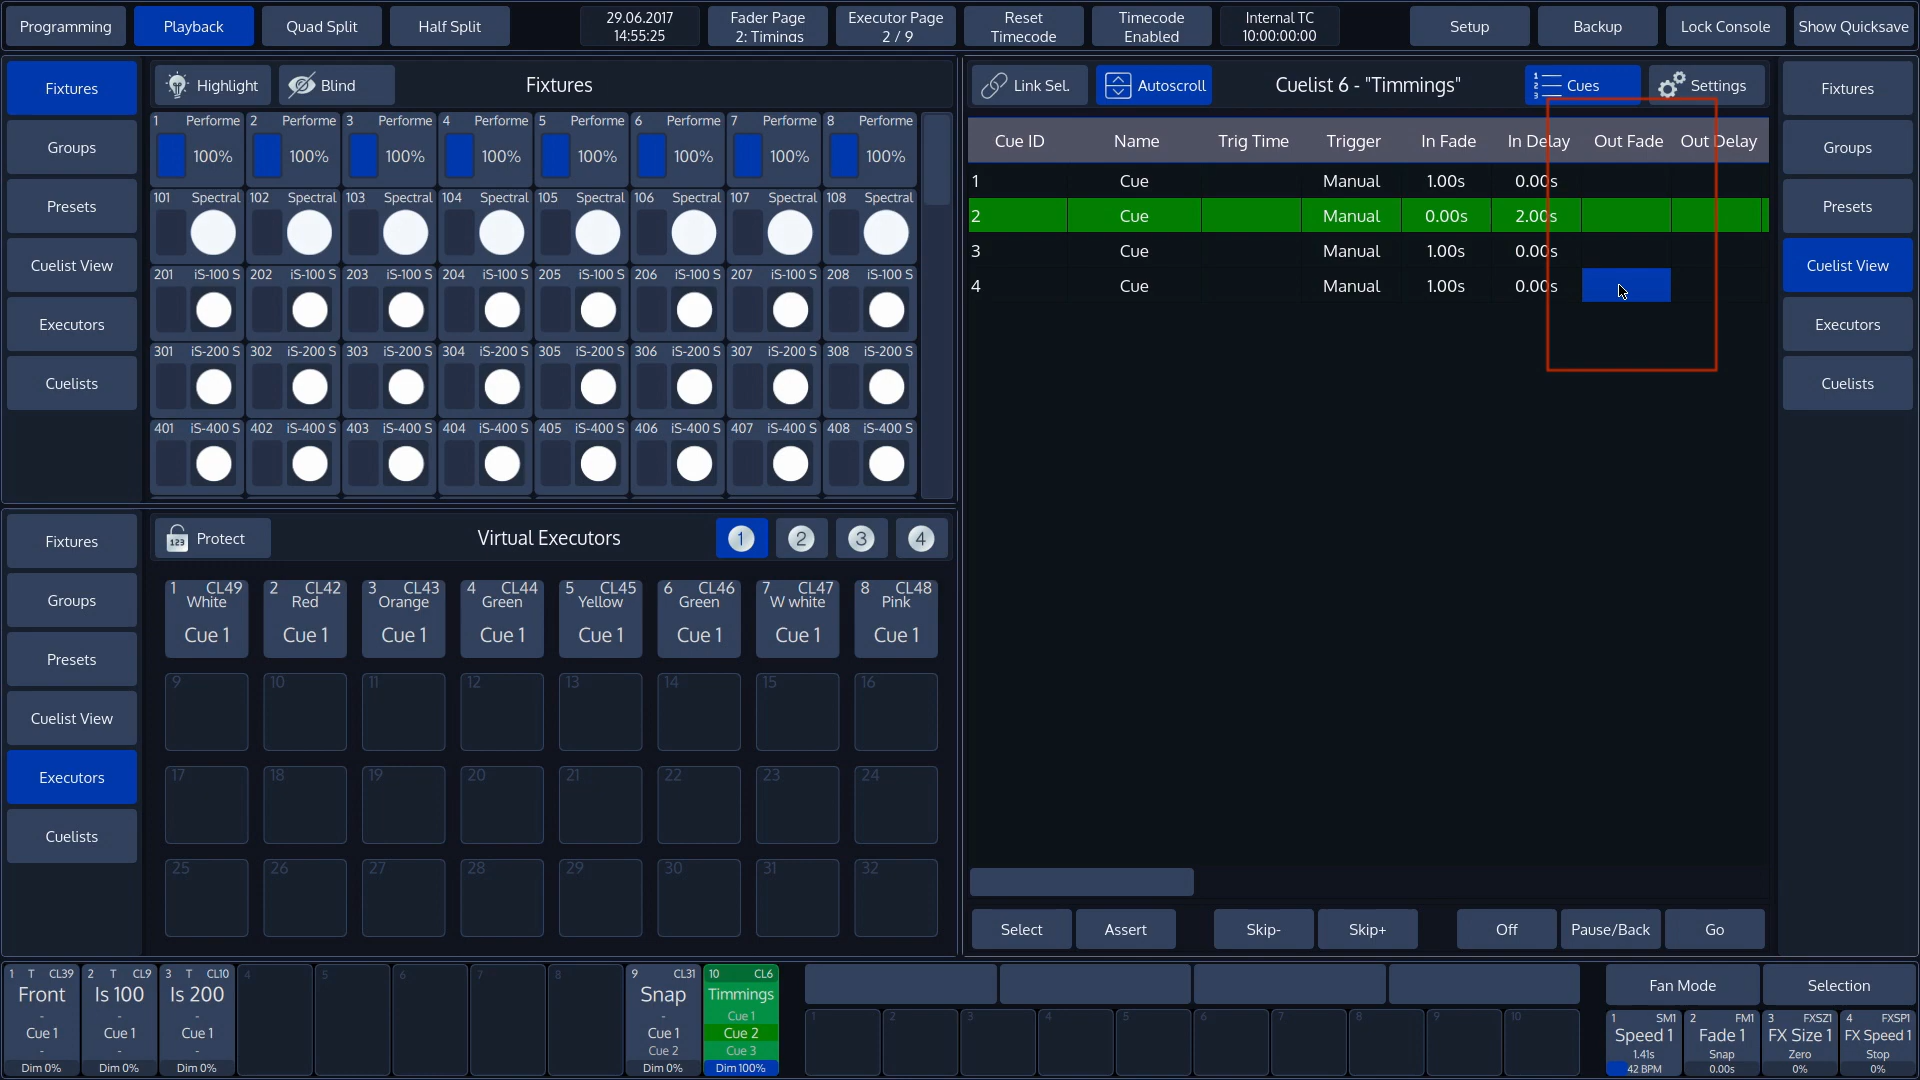 Programming
Playback
Quad Split
Half Split
29.06.2017
14:55:25
Fader Page
2: Timings
Executor Page
2 / 9
Reset
Timecode
Timecode
Enabled
Internal TC
10:00:00:00
Setup
Backup
Lock Console
Show Quicksave
Fixtures
Groups
Presets
Cuelist View
Executors
Cuelists
Highlight
Blind
Fixtures
1 Performe 2 Performe 3 Performe 4 Performe 5 Performe 6 Performe 7 Performe 8 Performe
100% 100% 100% 100% 100% 100% 100% 100%
101 Spectral 102 Spectral 103 Spectral 104 Spectral 105 Spectral 106 Spectral 107 Spectral 108 Spectral
201 iS-100 S 202 iS-100 S 203 iS-100 S 204 iS-100 S 205 iS-100 S 206 iS-100 S 207 iS-100 S 208 iS-100 S
301 iS-200 S 302 iS-200 S 303 iS-200 S 304 iS-200 S 305 iS-200 S 306 iS-200 S 307 iS-200 S 308 iS-200 S
401 iS-400 S 402 iS-400 S 403 iS-400 S 404 iS-400 S 405 iS-400 S 406 iS-400 S 407 iS-400 S 408 iS-400 S
Link Sel.
Autoscroll
Cuelist 6 - "Timmings"
1 2 3 Cues
Settings
Cue ID Name Trig Time Trigger In Fade In Delay Out Fade Out Delay
1 Cue Manual 1.00s 0.00s
2 Cue Manual 0.00s 2.00s
3 Cue Manual 1.00s 0.00s
4 Cue Manual 1.00s 0.00s
Select
Assert
Skip-
Skip+
Off
Pause/Back
Go
Fixtures
Groups
Presets
Cuelist View
Executors
Cuelists
Fixtures
Groups
Presets
Cuelist View
Executors
Cuelists
123 Protect
Virtual Executors
1 2 3 4
1 CL49 2 CL42 3 CL43 4 CL44 5 CL45 6 CL46 7 CL47 8 CL48
White Red Orange Green Yellow Green W white Pink
Cue 1 Cue 1 Cue 1 Cue 1 Cue 1 Cue 1 Cue 1 Cue 1
9 10 11 12 13 14 15 16
17 18 19 20 21 22 23 24
25 26 27 28 29 30 31 32
1 T CL39 2 T CL9 3 T CL10 4 5 6 7 8 9 CL31 10 CL6
Front Is 100 Is 200 Snap Timmings
- - - - Cue 1
Cue 1 Cue 1 Cue 1 Cue 1 Cue 2
- - - Cue 2 Cue 3
Dim 0% Dim 0% Dim 0% Dim 0% Dim 100%
1 2 3 4 5 6 7 8 9 10
Fan Mode
Selection
1 SM1 2 FM1 3 FXSZ1 4 FXSP1
Speed 1 Fade 1 FX Size 1 FX Speed 1
1.41s Snap Zero Stop
42 BPM 0.00s 0% 0%